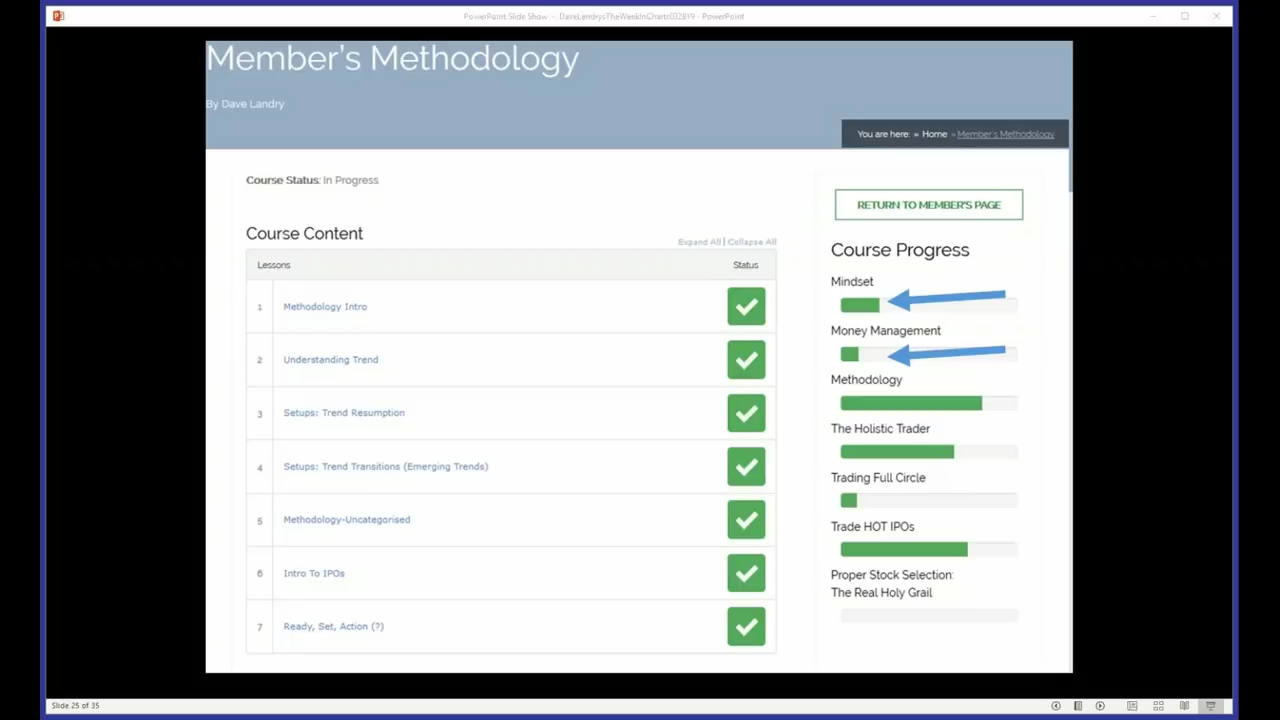 PowerPoint Slide Show - DaveLandrysTheWeekInCharts032819 - PowerPoint
Member's Methodology
By Dave Landry
You are here: » Home » Member's Methodology
Course Status: In Progress
RETURN TO MEMBER'S PAGE
Course Content
Expand All | Collapse All
Lessons
Status
1
Methodology Intro
2
Understanding Trend
3
Setups: Trend Resumption
4
Setups: Trend Transitions (Emerging Trends)
5
Methodology-Uncategorised
6
Intro To IPOs
7
Ready, Set, Action (?)
Course Progress
Mindset
Money Management
Methodology
The Holistic Trader
Trading Full Circle
Trade HOT IPOs
Proper Stock Selection:
The Real Holy Grail
Slide 25 of 35